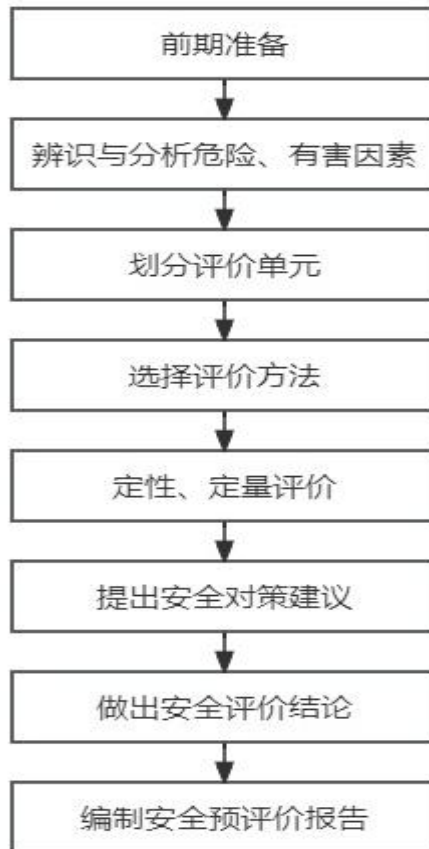 前期准备
辨识与分析危险、有害因素
划分评价单元
选择评价方法
定性、定量评价
提出安全对策建议
做出安全评价结论
编制安全预评价报告